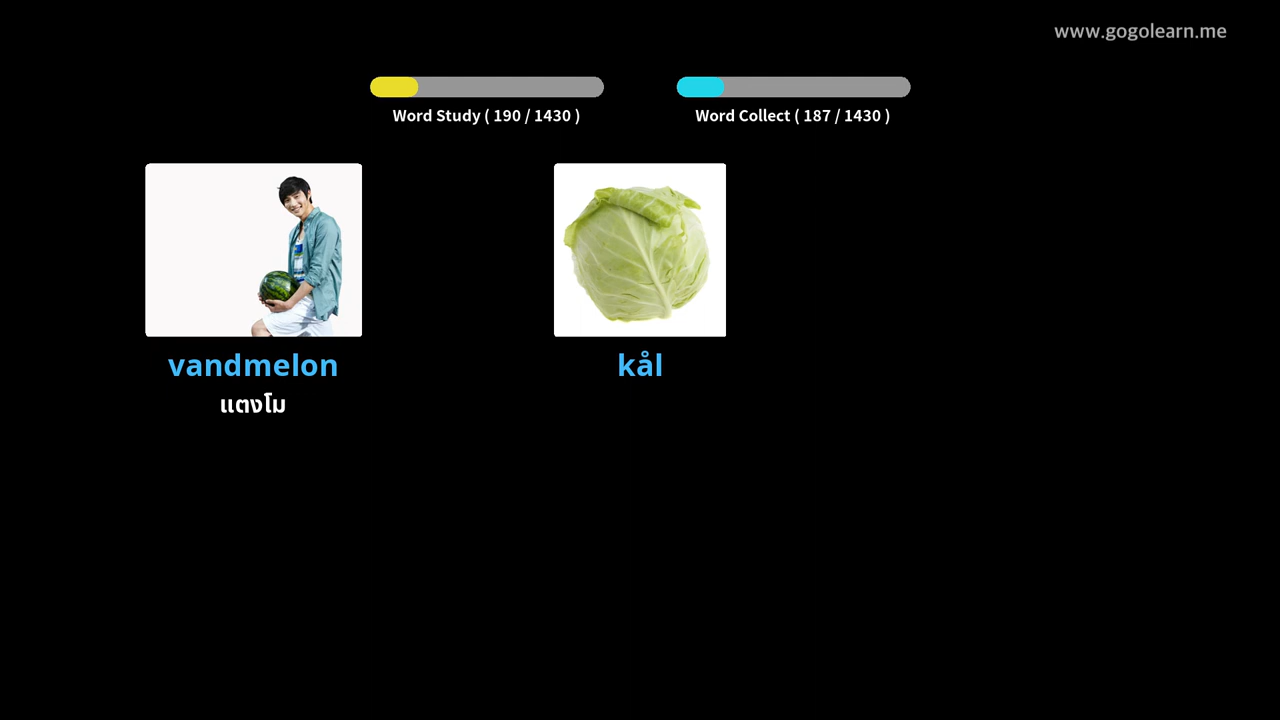 www.gogolearn.me
Word Study ( 190 / 1430 )
Word Collect ( 187 / 1430 )
vandmelon
แตงโม
kål